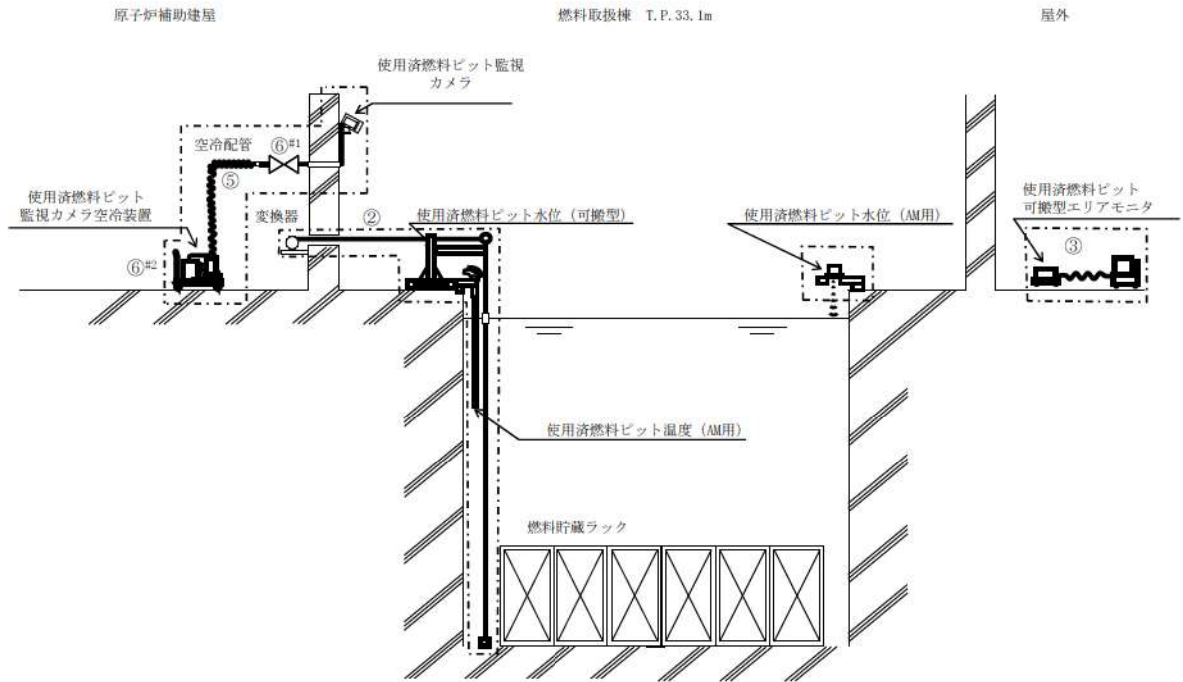 原子炉補助建屋
燃料取扱棟 T.P.33.1m
屋外
使用済燃料ピット監視
カメラ
空冷配管
⑥#1
⑤
使用済燃料ピット
監視カメラ空冷装置
⑥#2
変換器
②
使用済燃料ピット水位(可搬型)
使用済燃料ピット水位(AM用)
使用済燃料ピット
可搬型エリアモニタ
③
使用済燃料ピット温度(AM用)
燃料貯蔵ラック